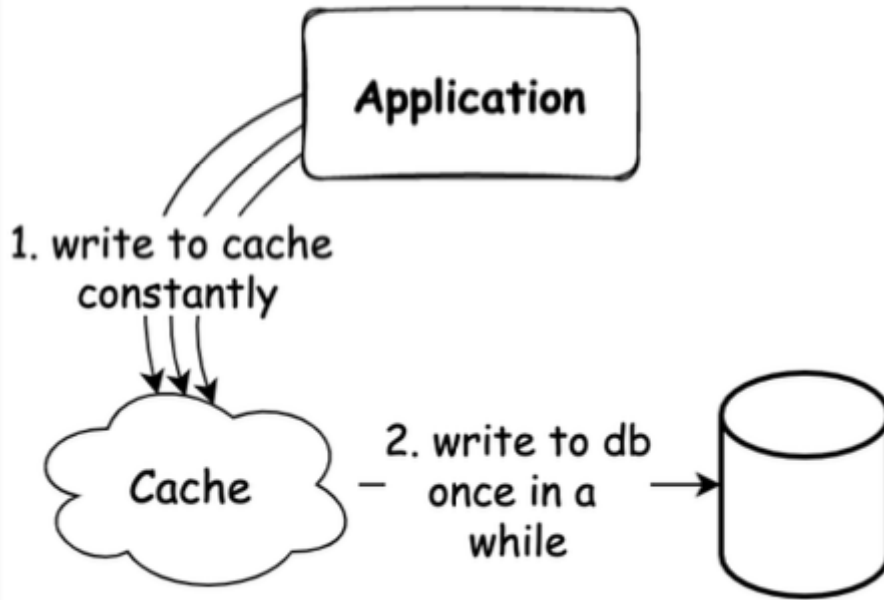 Application
1. write to cache
constantly
Cache
2. write to db
once in a
while